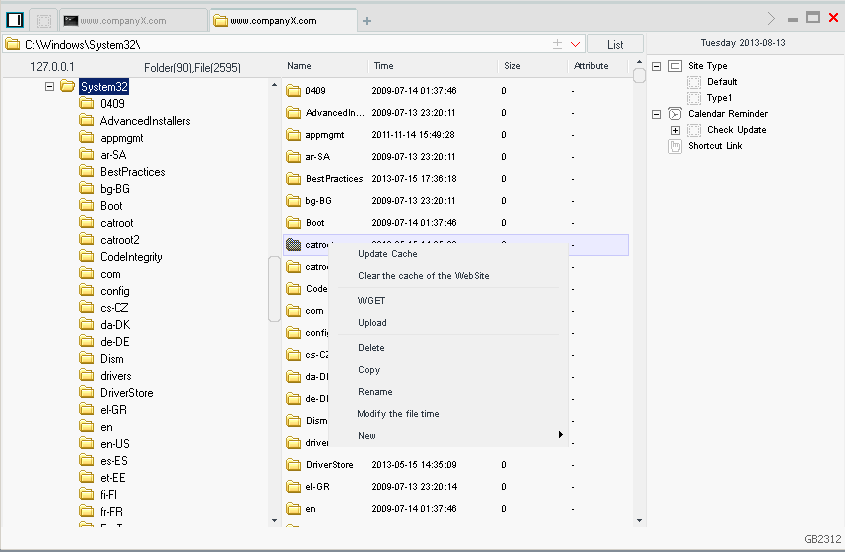 www.companyX.com
www.companyX.com
C:\Windows\System32\
List
Tuesday 2013-08-13
127.0.0.1 Folder(90),File(2595)
System32
0409
AdvancedInstallers
appmgmt
ar-SA
BestPractices
bg-BG
Boot
catroot
catroot2
CodeIntegrity
com
config
cs-CZ
da-DK
de-DE
Dism
drivers
DriverStore
el-GR
en
en-US
es-ES
et-EE
fi-FI
fr-FR
Name Size Attribute
0409 2009-07-14 01:37:46 0 -
AdvancedIn... 2009-07-13 23:20:11 0 -
appmgmt 2011-11-14 15:49:28 0 -
ar-SA 2009-07-13 23:20:11 0 -
BestPractices 2013-07-15 17:36:18 0 -
bg-BG 2009-07-13 23:20:11 0 -
Boot 2009-07-14 01:37:46 0 -
catroo -
catroo -
Code -
com -
config -
cs-CZ -
da-D -
de-D -
Dism -
driver -
DriverStore 2013-05-15 14:35:09 0 -
el-GR 2009-07-13 23:20:14 0 -
en 2009-07-14 01:37:46 0 -
Update Cache
Clear the cache of the WebSite
WGET
Upload
Delete
Copy
Rename
Modify the file time
New
Site Type
Default
Type1
Calendar Reminder
Check Update
Shortcut Link
GB2312